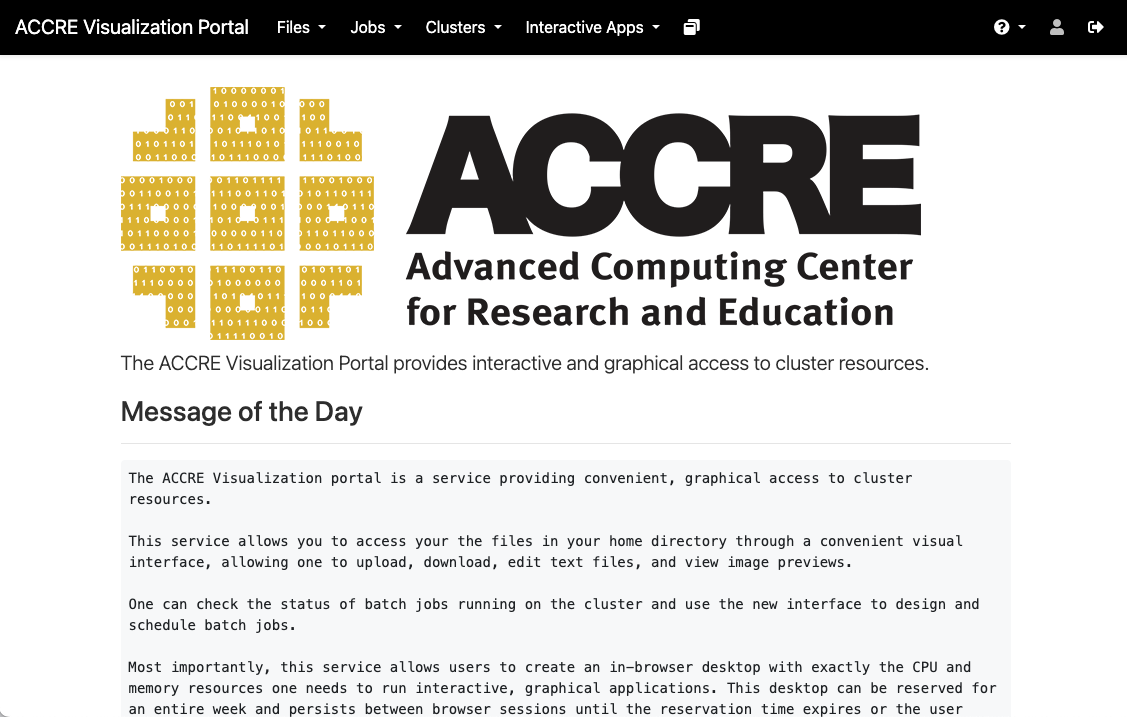 ACCRE Visualization Portal Files Jobs Clusters Interactive Apps
ACCRE
Advanced Computing Center
for Research and Education
The ACCRE Visualization Portal provides interactive and graphical access to cluster resources.
Message of the Day
The ACCRE Visualization portal is a service providing convenient, graphical access to cluster
resources.
This service allows you to access your the files in your home directory through a convenient visual
interface, allowing one to upload, download, edit text files, and view image previews.
One can check the status of batch jobs running on the cluster and use the new interface to design and
schedule batch jobs.
Most importantly, this service allows users to create an in-browser desktop with exactly the CPU and
memory resources one needs to run interactive, graphical applications. This desktop can be reserved for
an entire week and persists between browser sessions until the reservation time expires or the user